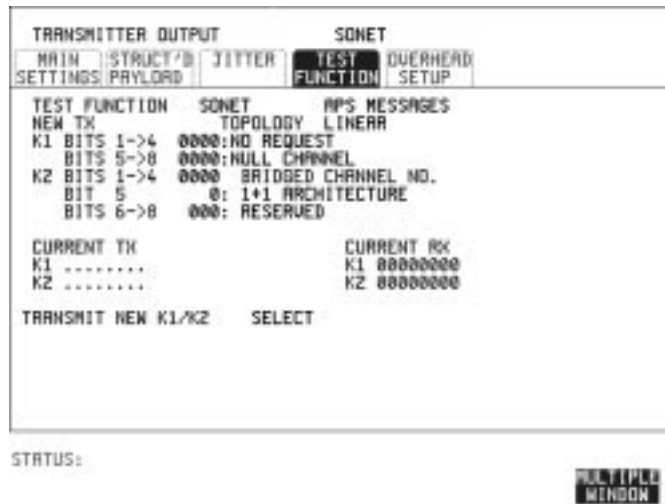 TRANSMITTER OUTPUT SONET
MAIN SETTINGS STRUCT'D PAYLOAD JITTER TEST FUNCTION OVERHEAD SETUP
TEST FUNCTION SONET APS MESSAGES
NEW TX TOPOLOGY LINEAR
K1 BITS 1->4 0000:NO REQUEST
BITS 5->8 0000:NULL CHANNEL
K2 BITS 1->4 0000 BRIDGED CHANNEL NO.
BIT 5 0: 1+1 ARCHITECTURE
BITS 6->8 000: RESERVED
CURRENT TX CURRENT RX
K1 ........ K1 00000000
K2 ........ K2 00000000
TRANSMIT NEW K1/K2 SELECT
STATUS:
MULTIPLE
WINDOW